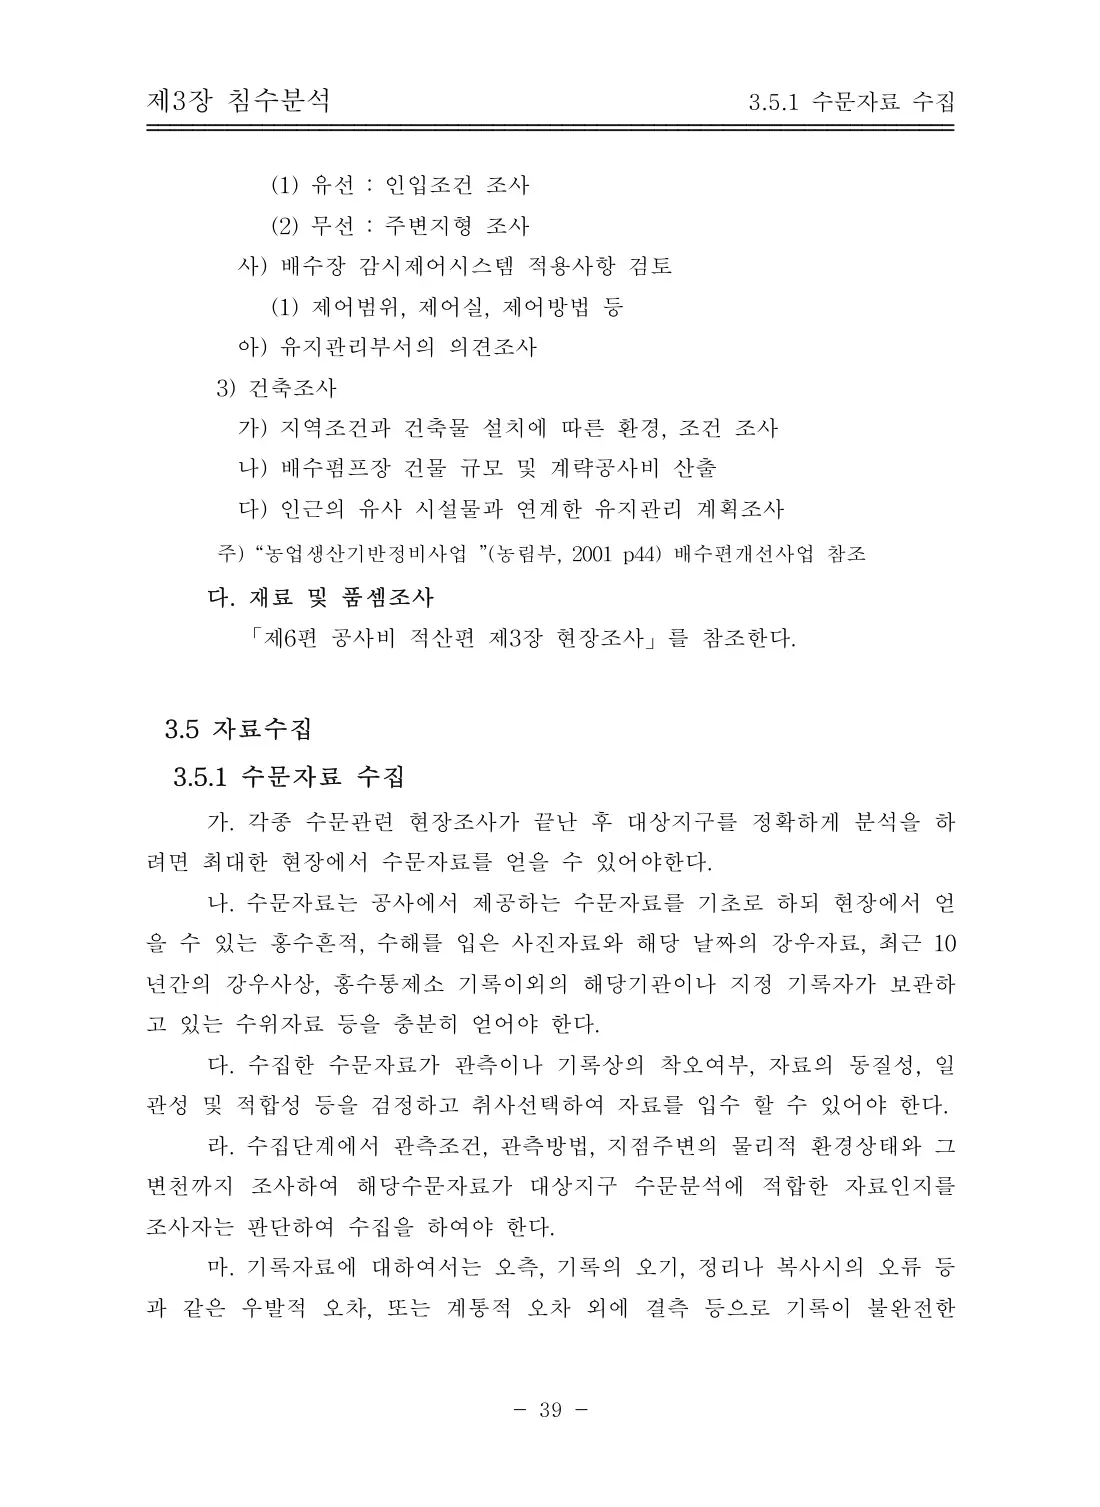 제3장 침수분석 3.5.1 수문자료 수집
(1) 유선 : 인입조건 조사
(2) 무선 : 주변지형 조사
사) 배수장 감시제어시스템 적용사항 검토
(1) 제어범위, 제어실, 제어방법 등
아) 유지관리부서의 의견조사
3) 건축조사
가) 지역조건과 건축물 설치에 따른 환경, 조건 조사
나) 배수펌프장 건물 규모 및 계략공사비 산출
다) 인근의 유사 시설물과 연계한 유지관리 계획조사
주) “농업생산기반정비사업 ”(농림부, 2001 p44) 배수편개선사업 참조
다. 재료 및 품셈조사
「제6편 공사비 적산편 제3장 현장조사」를 참조한다.
3.5 자료수집
3.5.1 수문자료 수집
가. 각종 수문관련 현장조사가 끝난 후 대상지구를 정확하게 분석을 하
려면 최대한 현장에서 수문자료를 얻을 수 있어야한다.
나. 수문자료는 공사에서 제공하는 수문자료를 기초로 하되 현장에서 얻
을 수 있는 홍수흔적, 수해를 입은 사진자료와 해당 날짜의 강우자료, 최근 10
년간의 강우사상, 홍수통제소 기록이외의 해당기관이나 지정 기록자가 보관하
고 있는 수위자료 등을 충분히 얻어야 한다.
다. 수집한 수문자료가 관측이나 기록상의 착오여부, 자료의 동질성, 일
관성 및 적합성 등을 검정하고 취사선택하여 자료를 입수 할 수 있어야 한다.
라. 수집단계에서 관측조건, 관측방법, 지점주변의 물리적 환경상태와 그
변천까지 조사하여 해당수문자료가 대상지구 수문분석에 적합한 자료인지를
조사자는 판단하여 수집을 하여야 한다.
마. 기록자료에 대하여서는 오측, 기록의 오기, 정리나 복사시의 오류 등
과 같은 우발적 오차, 또는 계통적 오차 외에 결측 등으로 기록이 불완전한
- 39 -